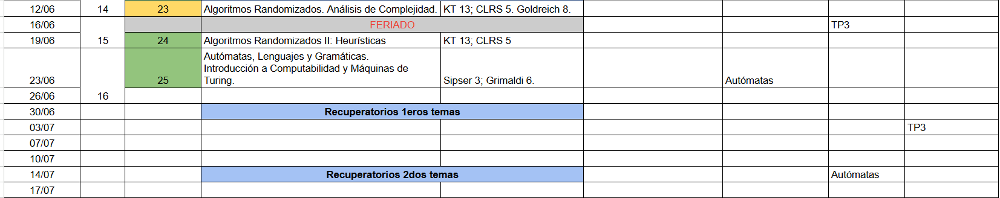 12/06 14 23 Algoritmos Randomizados. Análisis de Complejidad. KT 13; CLRS 5. Goldreich 8.
16/06 FERIADO TP3
19/06 15 24 Algoritmos Randomizados II: Heurísticas KT 13; CLRS 5
Autómatas, Lenguajes y Gramáticas.
Introducción a Computabilidad y Máquinas de
23/06 25 Turing. Sipser 3; Grimaldi 6. Autómatas
26/06 16
30/06 Recuperatorios 1eros temas
03/07 TP3
07/07
10/07
14/07 Recuperatorios 2dos temas Autómatas
17/07